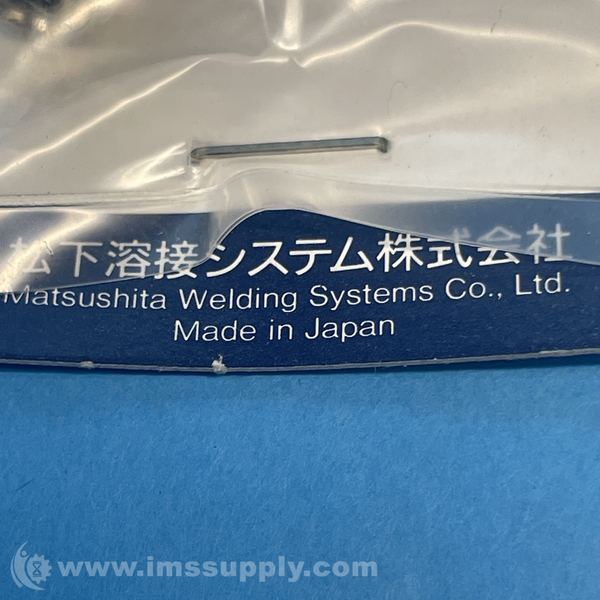 松下溶接システム株式会社
Matsushita Welding Systems Co., Ltd.
Made in Japan
www.imssupply.com